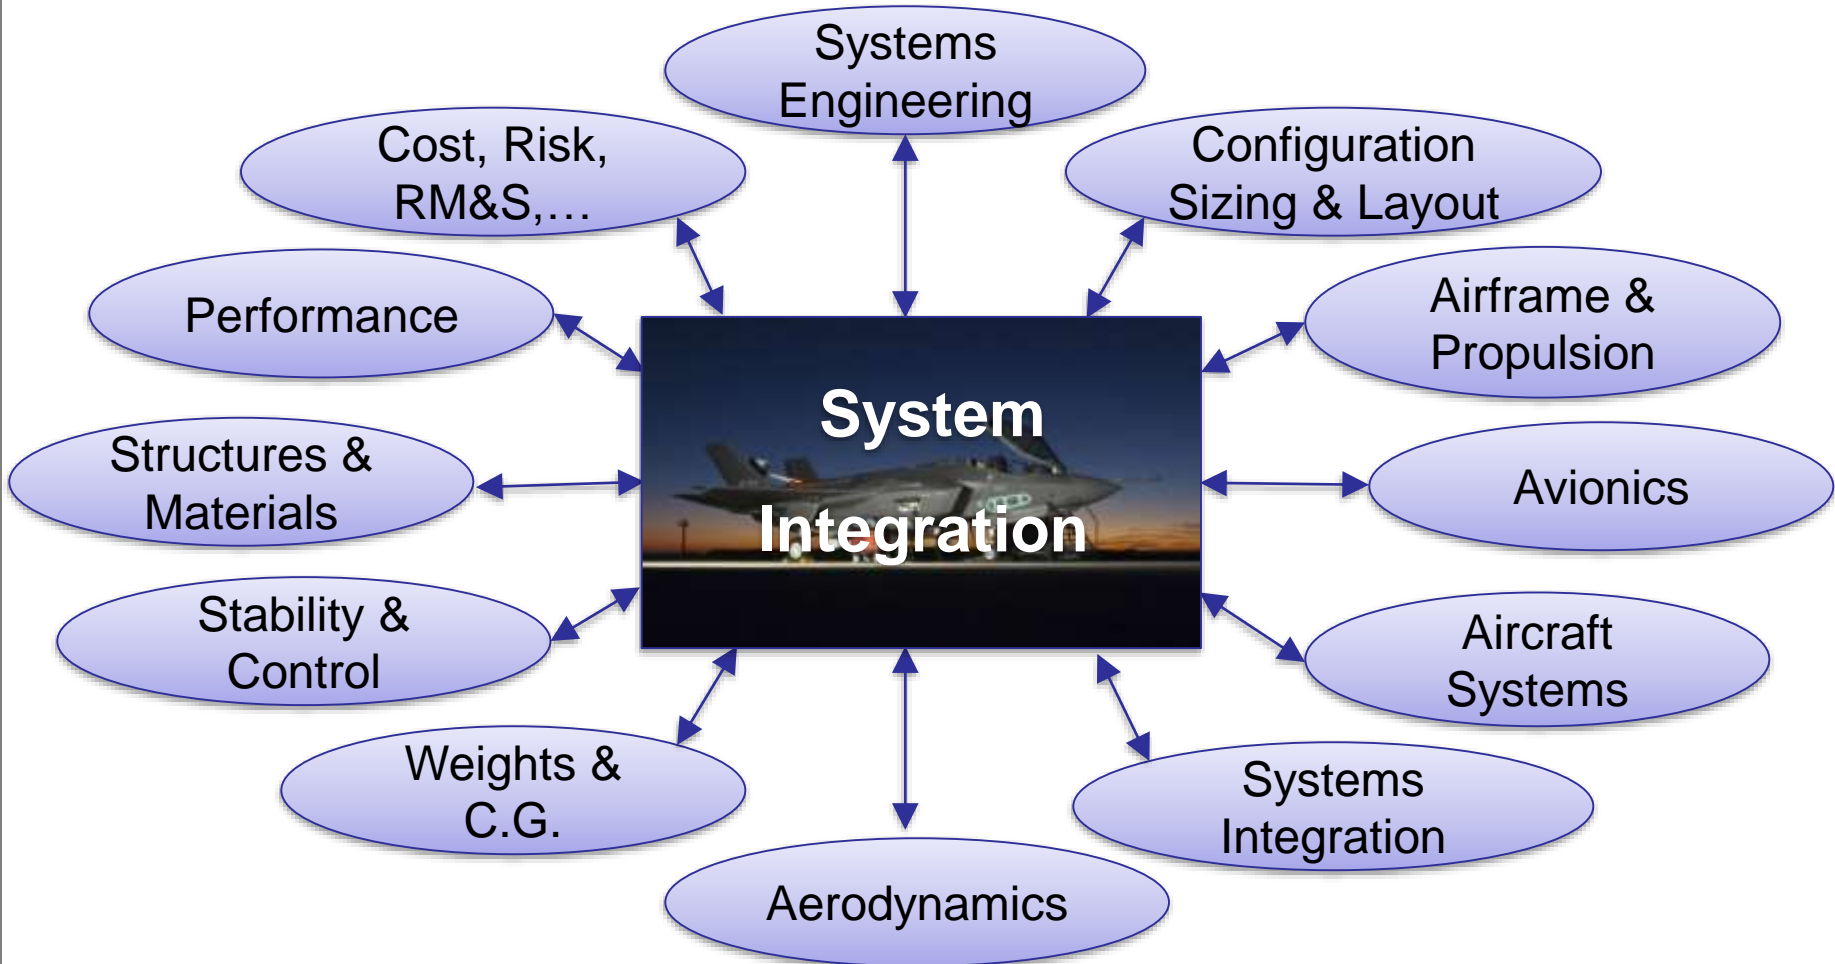 Systems
Engineering
Cost, Risk,
RM&S,…
Configuration
Sizing & Layout
Performance
Airframe &
Propulsion
System
Integration
Structures &
Materials
Avionics
Stability &
Control
Aircraft
Systems
Weights &
C.G.
Systems
Integration
Aerodynamics